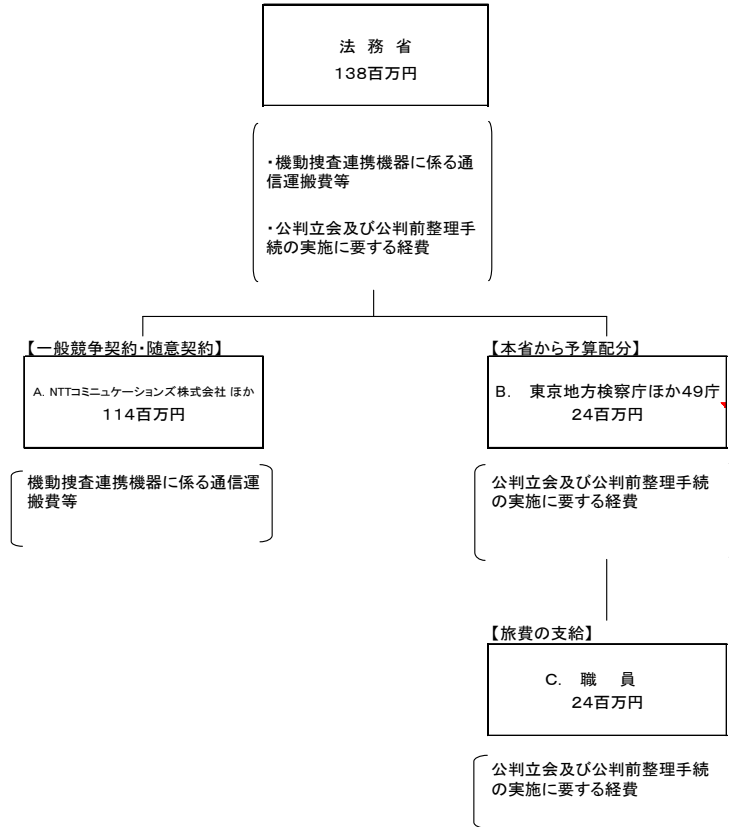 法 務 省
138百万円
・機動捜査連携機器に係る通
信運搬費等
・公判立会及び公判前整理手
続の実施に要する経費
【一般競争契約・随意契約】
A. NTTコミニュケーションズ株式会社 ほか
114百万円
機動捜査連携機器に係る通信運
搬費等
【本省から予算配分】
B. 東京地方検察庁ほか49庁
24百万円
公判立会及び公判前整理手続
の実施に要する経費
【旅費の支給】
C. 職 員
24百万円
公判立会及び公判前整理手続
の実施に要する経費